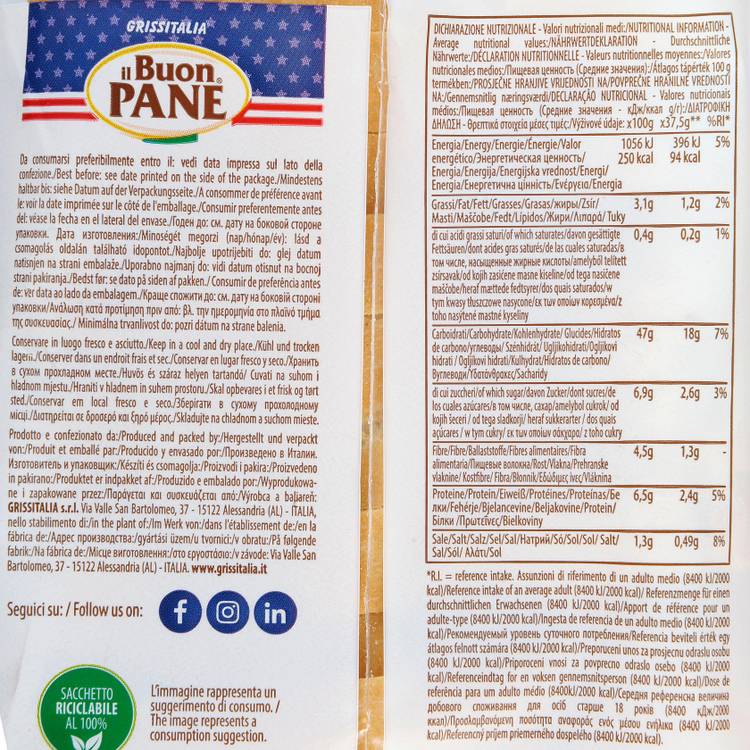 GRISSITALIA
il Buon
PANE
Da consumarsi preferibilmente entro il: vedi data impressa sul lato della
confezione./Best before: see date printed on the side of the package./Mindestens
haltbar bis: siehe Datum auf der Verpackungsseite./A consommer de préférence avant
le: voir la date imprimée sur le côté de l'emballage./Consumir preferentemente antes
del: véase la fecha en el lateral del envase./Годен до: см. дату на боковой стороне
упаковки. Дата изготовления:/Minőségét megorzi (nap/hónap/év): lásd a
csomagolás oldalán található idopontot./Najbolje upotrijebiti do: glej datum
natisnjen na strani embalaže./Uporabno najmanj do: vidi datum otisnut na bocnoj
strani pakiranja./Bedst før: se dato på siden af pakken./ Consumir de preferência antes
de: ver data ao lado da embalagem./Краще спожити до: см. дату на боковій стороні
упаковки/Ανάλωση κατά προτίμηση πριν από: βλ. την ημερομηνία στο πλαϊνό τμήμα
της συσκευασίας./ Minimálna trvanlivost do: pozri dátum na strane balenia.
Conservare in luogo fresco e asciutto./Keep in a cool and dry place./Kühl und trocken
lagern./Conserver dans un endroit frais et sec./Conservar en lugar fresco y seco./Хранить
в сухом прохладном месте./Huvös és száraz helyen tartandó/ Cuvati na suhom i
hladnom mjestu./Hraniti v hladnem in suhem prostoru./Skal opbevares i et frisk og tørt
sted./Conservar em local fresco e seco./Зберігати в сухому прохолодному
місці./Διατηρείται σε δροσερό και ξηρό μέρος./Skladujte na chladnom a suchom mieste.
Prodotto e confezionato da:/Produced and packed by:/Hergestellt und verpackt
von:/Produit et emballé par:/Producido y envasado por:/Произведено в Италии.
Изготовитель и упаковщик:/Készíti és csomagolja:/Proizvodi i pakira:/Proizvedeno
in pakirano:/Produktet er indpakket af:/Produzido e embalado por:/Wyprodukowa-
ne i zapakowane przez:/Παράγεται και συσκευάζεται από:/Výrobca a baljareň:
GRISSITALIA s.r.l. Via Valle San Bartolomeo, 37 - 15122 Alessandria (AL) - ITALIA,
nello stabilimento di:/in the plant of:/Im Werk von:/dans l'établissement de:/en la
fábrica de:/Адрес производства:/gyártási üzem/u tvornici:/v obratu:/På følgende
fabrik:/Na fábrica de:/Місце виготовлення:/στο εργοστάσιο:/v závode: Via Valle San
Bartolomeo, 37 - 15122 Alessandria (AL) - ITALIA. www.grissitalia.it
Seguici su: / Follow us on:
SACCHETTO
RICICLABILE
AL 100%
L'immagine rappresenta un
suggerimento di consumo. /
The image represents a
consumption suggestion.
DICHIARAZIONE NUTRIZIONALE - Valori nutrizionali medi:/NUTRITIONAL INFORMATION -
Average nutritional values:/NÄHRWERTDEKLARATION - Durchschnittliche
Nährwerte:/DÉCLARATION NUTRITIONNELLE - Valeurs nutritionnelles moyennes:/Valores
nutricionales medios:/Пищевая ценность (Средние значения):/Átlagos tápérték 100 g
termékben:/PROSJEČNE HRANJIVE VRIJEDNOSTI NA/POVPREČNE HRANILNE VREDNOSTI
NA:/Gennemsnitlig næringsværdi/DECLARAÇÃO NUTRICIONAL - Valores nutricionais
médios:/Пищевая ценность (Средние значения - кДж/ккал g/r):/ΔΙΑΤΡΟΦΙΚΗ
ΔΗΛΩΣΗ - θρεπτικά στοιχεία μέσες τιμές:/Výživové údaje: x100g x37,5g** %RI*
Energia/Energy/Energie/Énergie/Valor 1056 kJ 396 kJ 5%
energético/Энергетическая ценность/ 250 kcal 94 kcal
Energia/Energija/Energijska vrednost/Energi/
Energia/Енергетична цінність/Ενέργεια/Energia
Grassi/Fat/Fett/Grasses/Grasas/жиры/Zsír/ 3,1g 1,2g 2%
Masti/Maščobe/Fedt/Lípidos/Жири/Λιπαρά/ Tuky
di cui acidi grassi saturi/of which saturates/davon gesättigte 0,4g 0,2g 1%
Fettsäuren/dont acides gras saturés/de las cuales saturadas/в
том числе, насыщенные жирные кислоты/amelyből telített
zsírsavak/od kojih zasićene masne kiseline/od tega nasičene
maščobe/heraf mættede fedtsyrer/dos quais saturados/w
tym kwasy tłuszczowe nasycone/εκ των οποίων κορεσμένα/z
toho nasýtené mastné kyseliny
Carboidrati/Carbohydrate/Kohlenhydrate/ Glucides/Hidratos 47g 18g 7%
de carbono/углеводы/ Szénhidrát/ Ugljikohidrati/Ogljikovi
hidrati / Ogljikovi hidrati/Kulhydrat/Hidratos de carbono/
Вуглеводи/Υδατάνθρακες/Sacharidy
di cui zuccheri/of which sugar/davon Zucker/dont sucres/de 6,9g 2,6g 3%
los cuales azúcares/в том числе, сахар/amelyből cukrok/ od
kojih šeceri / od tega sladkorji/ heraf sukkerarter / dos quais
açúcares / w tym cukry/ εκ των οποίων σάκχαρα/ z toho cukry
Fibre/Fibre/Ballaststoffe/Fibres alimentaires/Fibra 4,5g 1,3g -
alimentaria/Пищевые волокна/Rost/Vlakna/Prehranske
vlaknine/ Kostfibre/ Fibra/Błonnik/Εδώδιμες ίνες/Vláknina
Proteine/Protein/Eiweiß/Protéines/Proteínas/Бе 6,5g 2,4g 5%
лки/Fehérje/Bjelancevine/Beljakovine/Protein/
Білки /Πρωτεΐνες/Bielkoviny
Sale/Salt/Salz/Sel/Sal/Натрий/Só/Sol/Sol/ Salt/ 1,3g 0,49g 8%
Sal/Sól/ Αλάτι/Sol
*R.I. = reference intake. Assunzioni di riferimento di un adulto medio (8400 kJ/2000
kcal)/Reference intake of an average adult (8400 kJ/2000 kcal)/ Referenzmenge für einen
durchschnittlichen Erwachsenen (8400 kJ/2000 kcal)/Apport de référence pour un
adulte-type (8400 kJ/2000 kcal)/Ingesta de referencia de un adulto medio (8400 kJ/2000
kcal)/Рекомендуемый уровень суточного потребления/Referencia beviteli érték egy
átlagos felnott számára (8400 kJ/2000 kcal)/Preporuceni unos za prosjecnu odraslu osobu
(8400 kJ/2000 kcal)/Priporoceni vnosi za povprecno odraslo osebo (8400 kJ/2000
kcal)/Referenceindtag for en voksen gennemsnitsperson (8400 kJ/2000 kcal)/Dose de
referência para um adulto médio (8400kJ/2000 kcal)/Середня референсна величина
добового споживання для осіб старше 18 років (8400 кДж/2000
ккал)/Προσλαμβανόμενη ποσότητα αναφοράς ενός μέσου ενήλικα (8400 kJ/2000
kcal)/Referencný príjem priemerného dospelého (8400 kJ/2000 kcal).